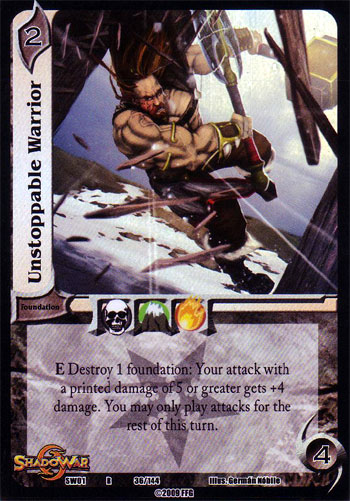 2
Unstoppable Warrior
Foundation
E Destroy 1 foundation: Your attack with
a printed damage of 5 or greater gets +4
damage. You may only play attacks for the
rest of this turn.
4
SHADOWAR
SW01 R 36/144 Illus. Germán Nóbile
©2009 FFG